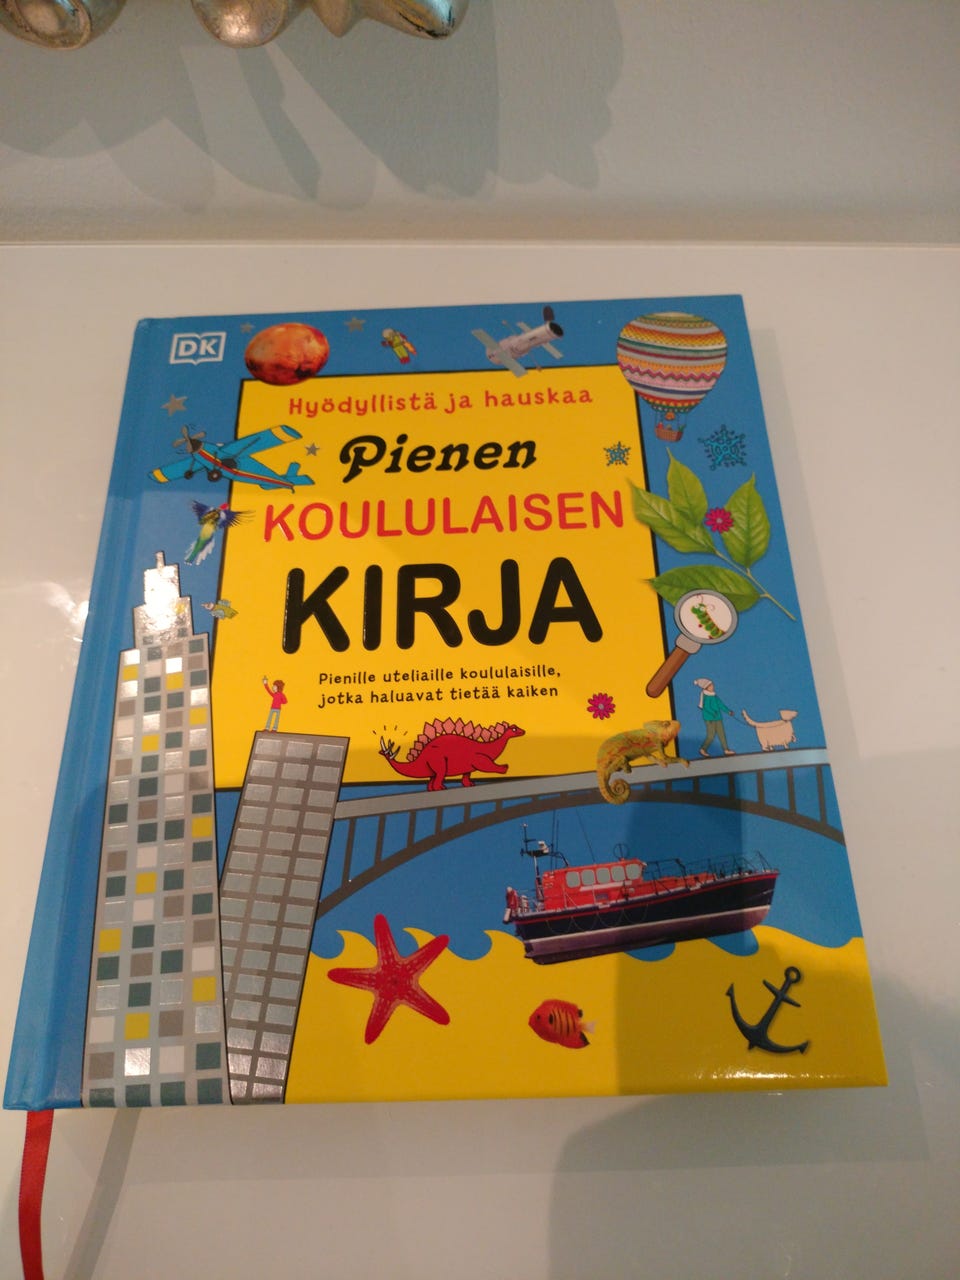 DK
Hyödyllistä ja hauskaa
Pienen
KOULULAISEN
KIRJA
Pienille uteliaille koululaisille,
jotka haluavat tietää kaiken